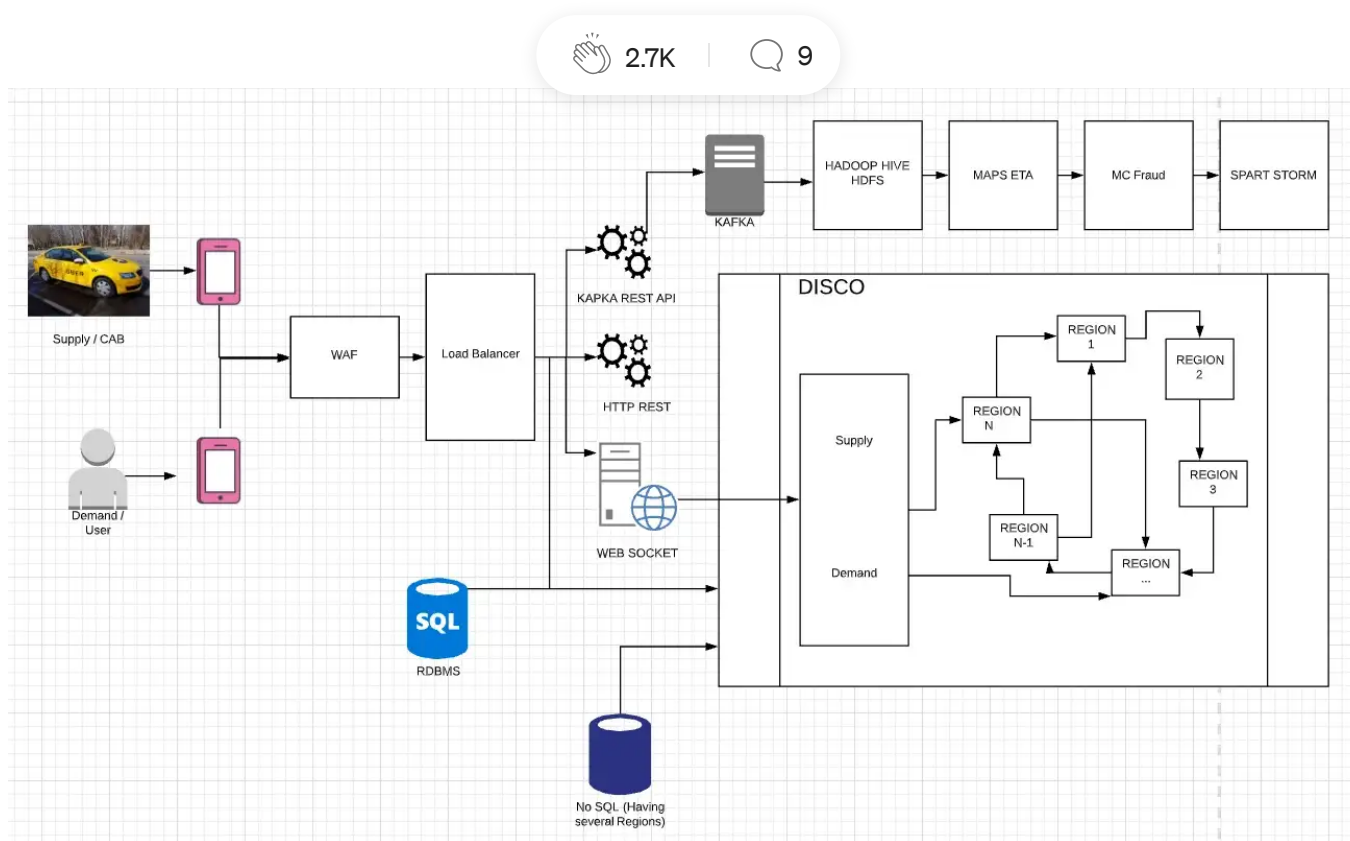 2.7K
9
HADOOP HIVE
HDFS
MAPS ETA
MC Fraud
SPART STORM
KAFKA
KAPKA REST API
DISCO
Supply / CAB
WAF
Load Balancer
HTTP REST
REGION
1
REGION
2
REGION
N
REGION
3
REGION
N-1
REGION
...
Supply
Demand
Demand /
User
WEB SOCKET
SQL
RDBMS
No SQL (Having
several Regions)